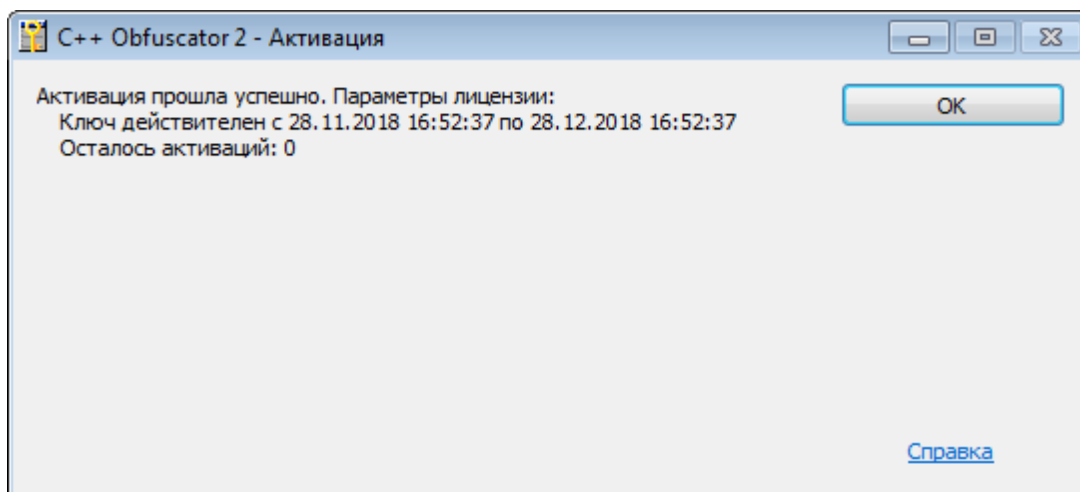 C++ Obfuscator 2 - Активация
Активация прошла успешно. Параметры лицензии:
Ключ действителен с 28.11.2018 16:52:37 по 28.12.2018 16:52:37
Осталось активаций: 0
OK
Справка